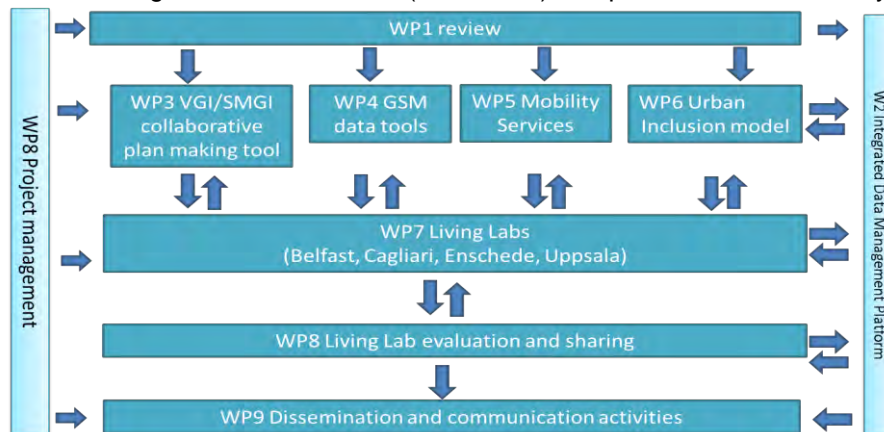 WP1 review
WP8 Project management
WP3 VGI/SMGI
collaborative
plan making tool
WP4 GSM
data tools
WP5 Mobility
Services
WP6 Urban
Inclusion model
W2 Integrated Data Management Platform
WP7 Living Labs
(Belfast, Cagliari, Enschede, Uppsala)
WP8 Living Lab evaluation and sharing
WP9 Dissemination and communication activities